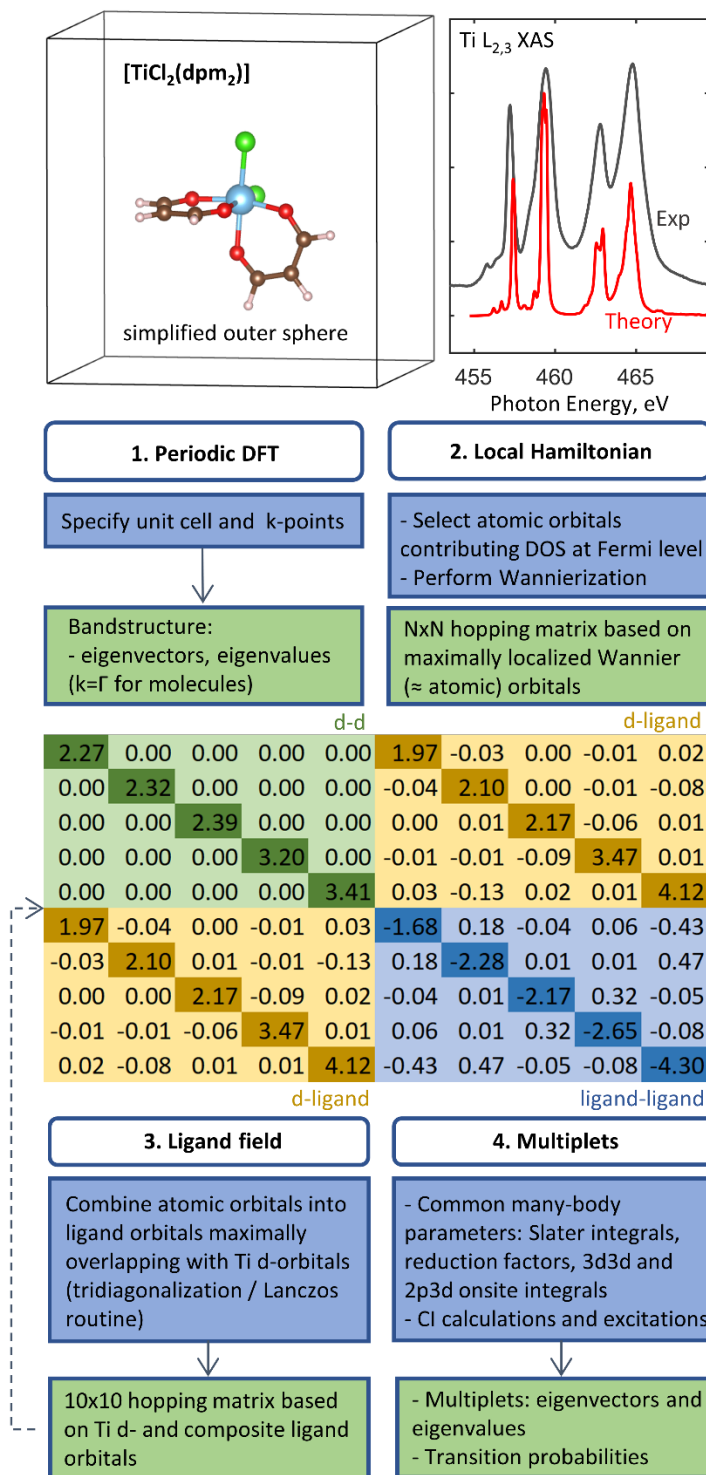 [TiCl2(dpm2)]
simplified outer sphere
Ti L2,3 XAS
Exp
Theory
455 460 465
Photon Energy, eV
1. Periodic DFT
Specify unit cell and k-points
Bandstructure:
- eigenvectors, eigenvalues
(k=Γ for molecules)
2. Local Hamiltonian
- Select atomic orbitals
contributing DOS at Fermi level
- Perform Wannierization
NxN hopping matrix based on
maximally localized Wannier
(≈ atomic) orbitals
d-d d-ligand
2.27 0.00 0.00 0.00 0.00 1.97 -0.03 0.00 -0.01 0.02
0.00 2.32 0.00 0.00 0.00 -0.04 2.10 0.00 -0.01 -0.08
0.00 0.00 2.39 0.00 0.00 0.00 0.01 2.17 -0.06 0.01
0.00 0.00 0.00 3.20 0.00 -0.01 -0.01 -0.09 3.47 0.01
0.00 0.00 0.00 0.00 3.41 0.03 -0.13 0.02 0.01 4.12
1.97 -0.04 0.00 -0.01 0.03 -1.68 0.18 -0.04 0.06 -0.43
-0.03 2.10 0.01 -0.01 -0.13 0.18 -2.28 0.01 0.01 0.47
0.00 0.00 2.17 -0.09 0.02 -0.04 0.01 -2.17 0.32 -0.05
-0.01 -0.01 -0.06 3.47 0.01 0.06 0.01 0.32 -2.65 -0.08
0.02 -0.08 0.01 0.01 4.12 -0.43 0.47 -0.05 -0.08 -4.30
d-ligand ligand-ligand
3. Ligand field
Combine atomic orbitals into
ligand orbitals maximally
overlapping with Ti d-orbitals
(tridiagonalization / Lanczos
routine)
10x10 hopping matrix based
on Ti d- and composite ligand
orbitals
4. Multiplets
- Common many-body
parameters: Slater integrals,
reduction factors, 3d3d and
2p3d onsite integrals
- CI calculations and excitations
- Multiplets: eigenvectors and
eigenvalues
- Transition probabilities